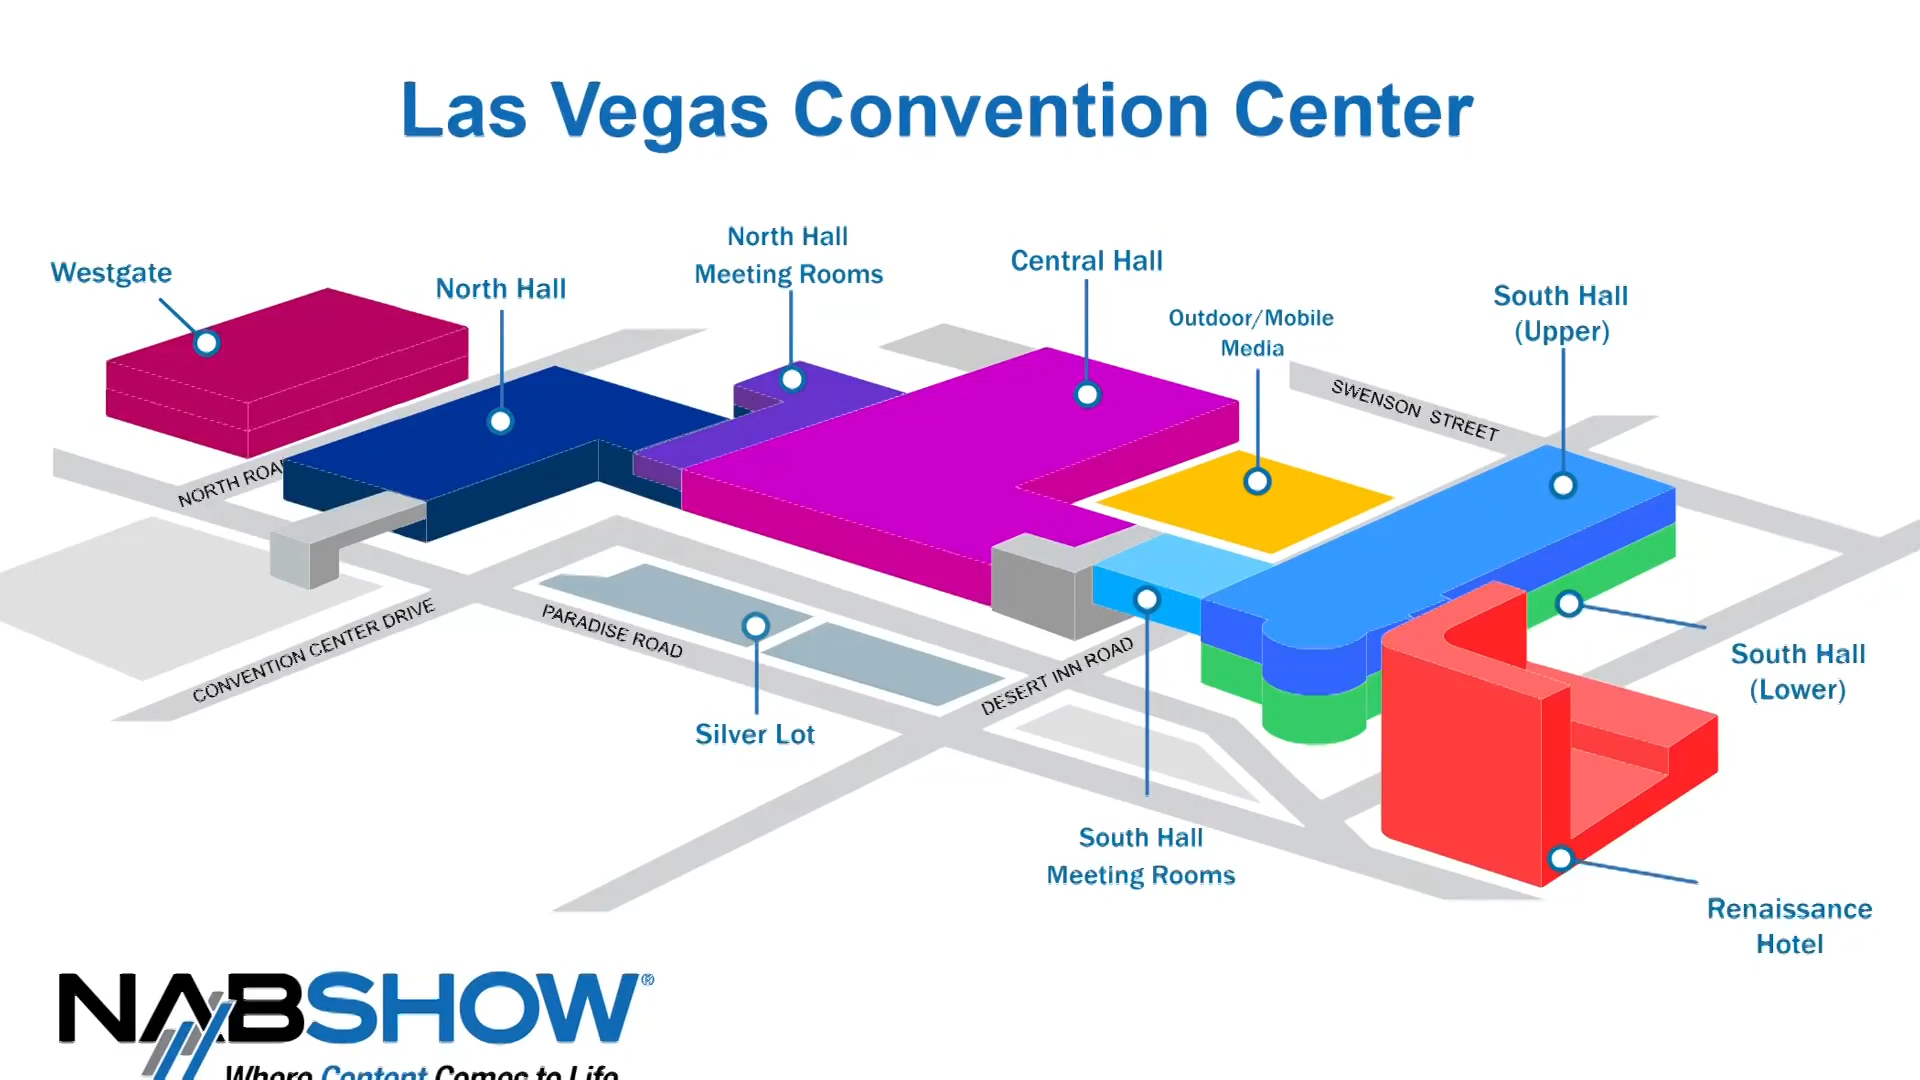 Las Vegas Convention Center
North Hall
Meeting Rooms
Central Hall
Westgate
North Hall
Outdoor/Mobile
Media
South Hall
(Upper)
SWENSON STREET
NORTH ROA
CONVENTION CENTER DRIVE
PARADISE ROAD
DESERT INN ROAD
South Hall
(Lower)
Silver Lot
South Hall
Meeting Rooms
Renaissance
Hotel
NABSHOW®
Where Content Comes to Life